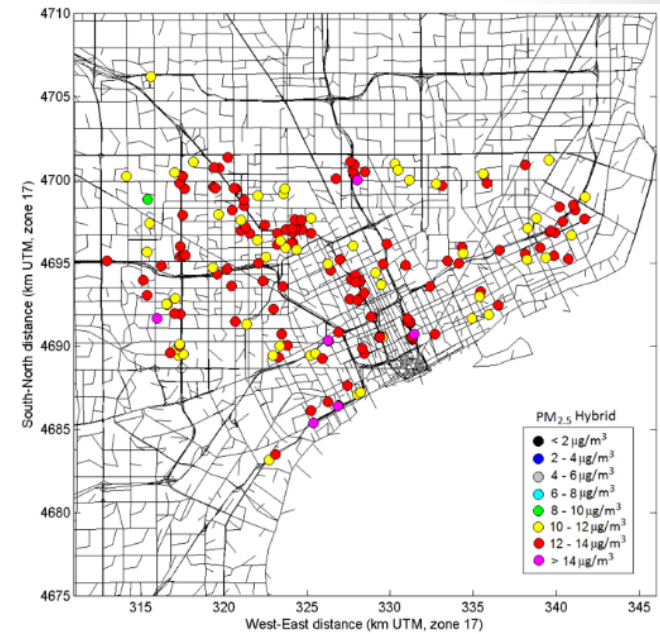 4710
4705
4700
4695
4690
4685
4680
4675
South-North distance (km UTM, zone 17)
315 320 325 330 335 340 345
West-East distance (km UTM, zone 17)
PM2.5 Hybrid
< 2 µg/m³
2 - 4 µg/m³
4 - 6 µg/m³
6 - 8 µg/m³
8 - 10 µg/m³
10 - 12 µg/m³
12 - 14 µg/m³
> 14 µg/m³